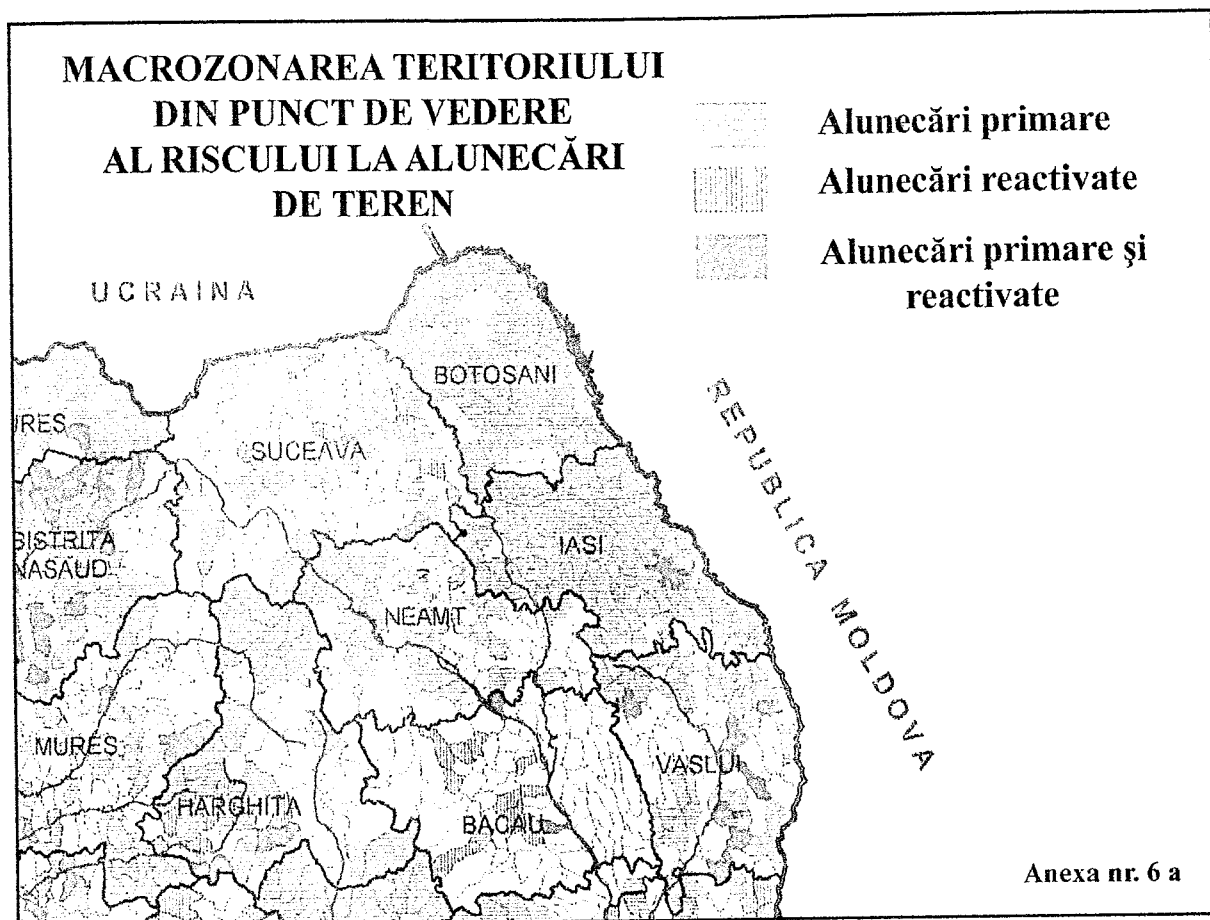 MACROZONAREA TERITORIULUI
DIN PUNCT DE VEDERE
AL RISCULUI LA ALUNECĂRI
DE TEREN
Alunecări primare
Alunecări reactivate
Alunecări primare şi
reactivate
UCRAINA
BOTOSANI
URES
SUCEAVA
REPUBLICA MOLDOVA
BISTRITA
NASAUD
IASI
NEAMT
MURES
VASLUI
HARGHITA
BACAU
Anexa nr. 6 a